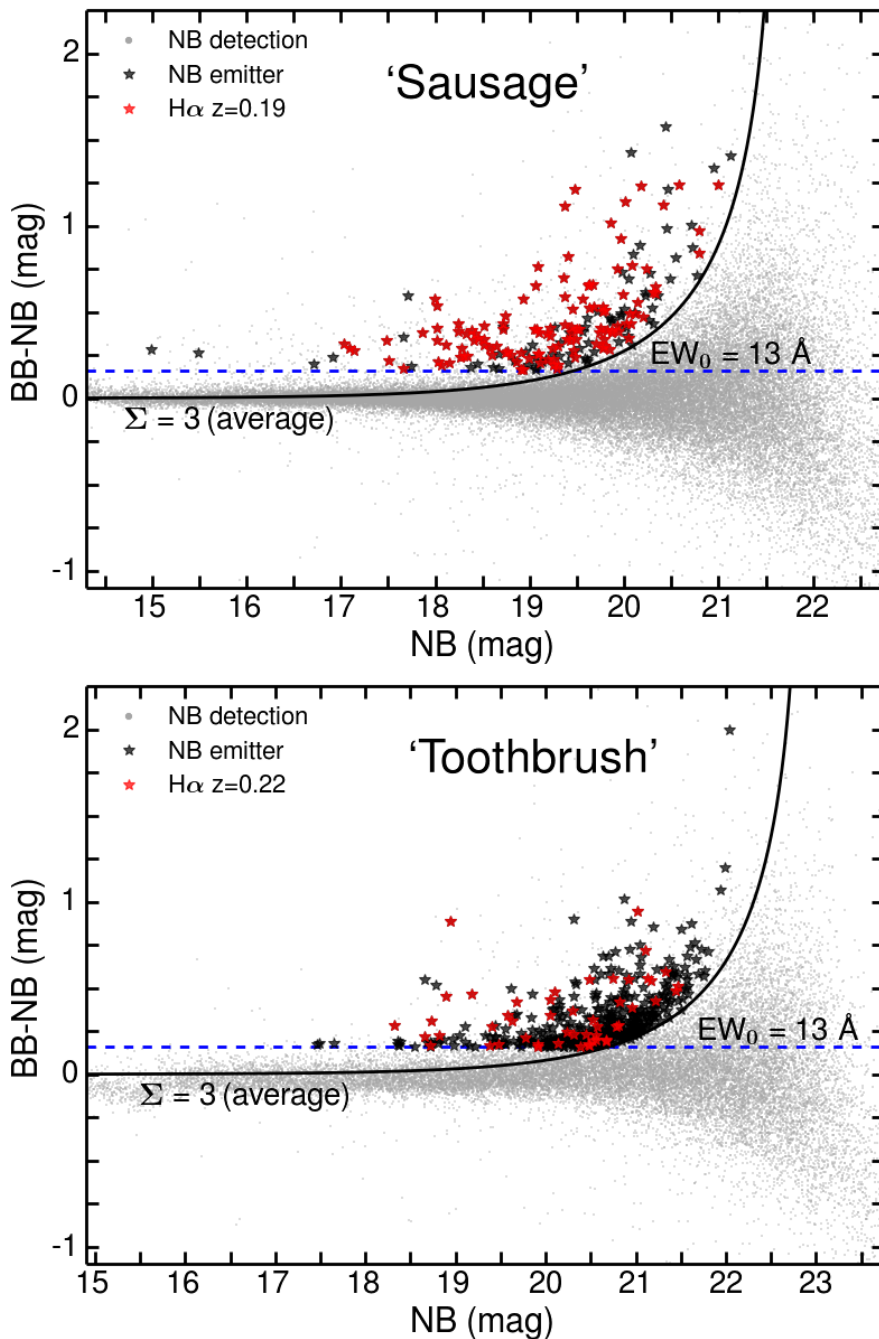 NB detection
NB emitter
Hα z=0.19
'Sausage'
2
1
0
-1
BB-NB (mag)
EW₀ = 13 Å
Σ = 3 (average)
15 16 17 18 19 20 21 22
NB (mag)
NB detection
NB emitter
Hα z=0.22
'Toothbrush'
2
1
0
-1
BB-NB (mag)
EW₀ = 13 Å
Σ = 3 (average)
15 16 17 18 19 20 21 22 23
NB (mag)